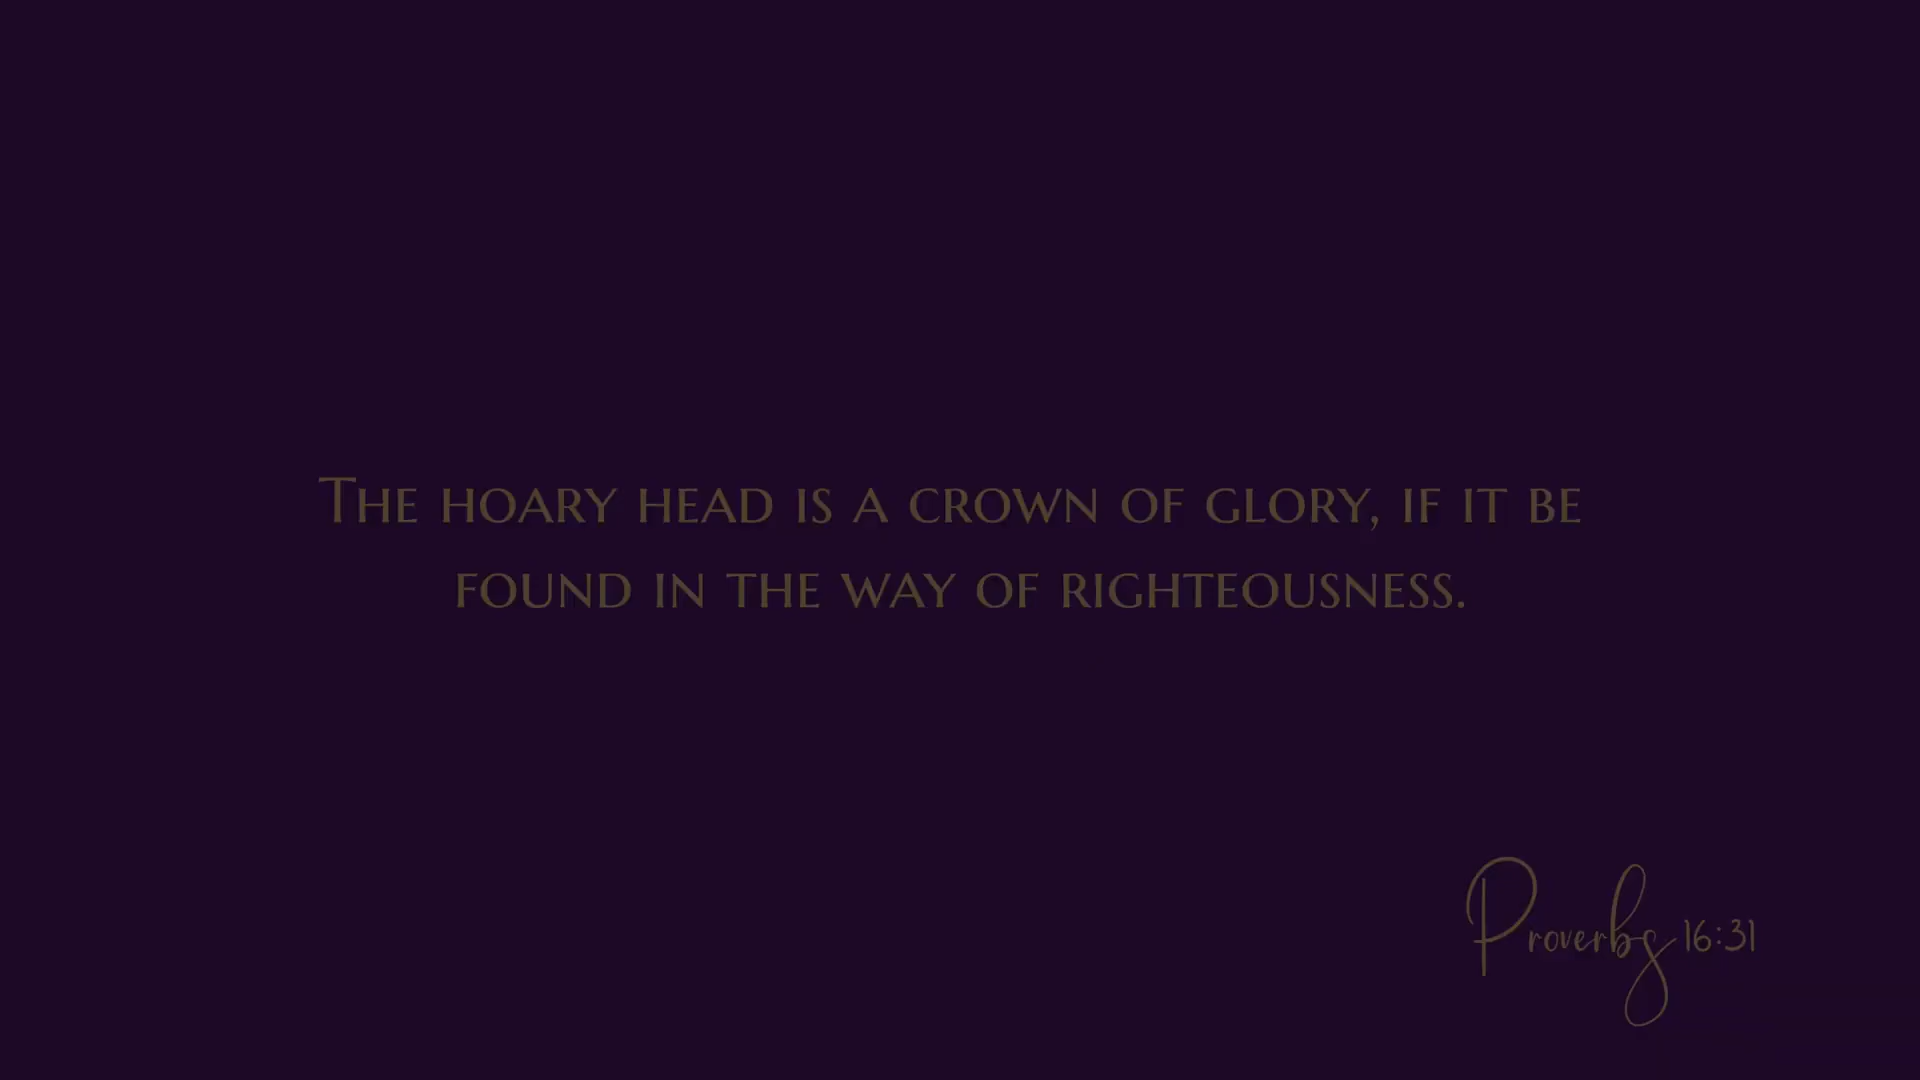 The hoary head is a crown of glory, if it be
found in the way of righteousness.
Proverbs 16:31